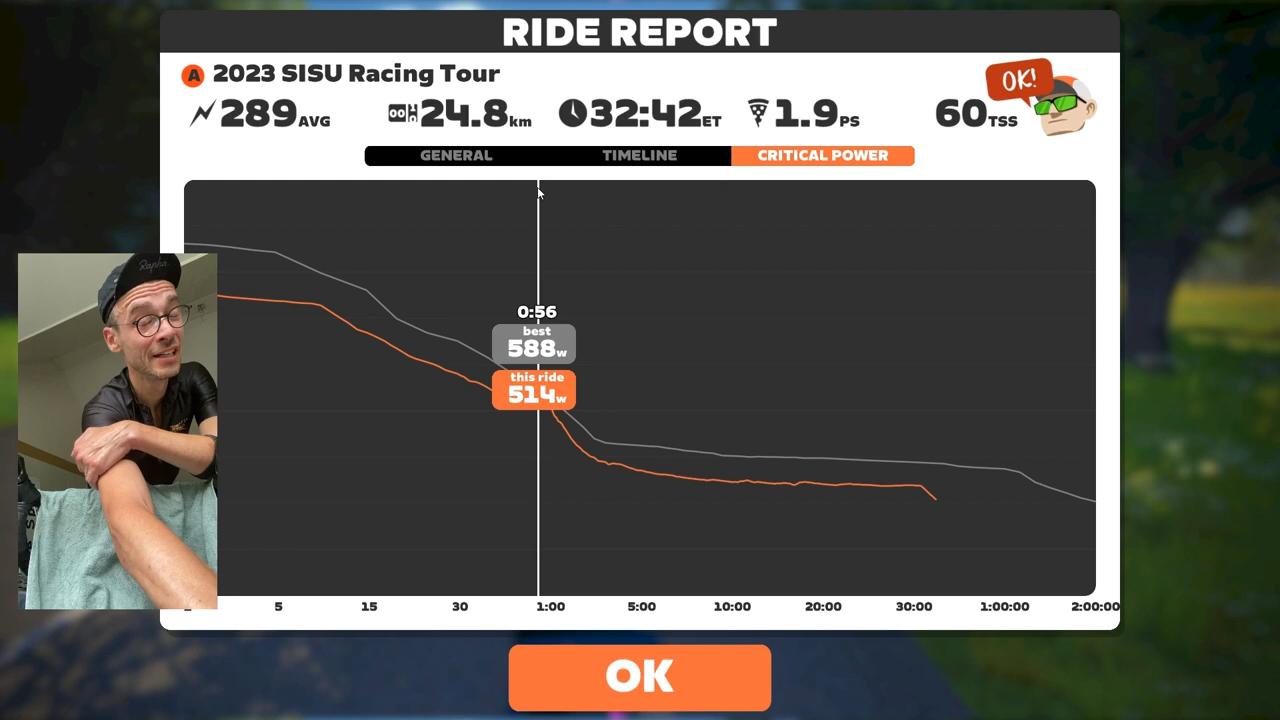 RIDE REPORT
A 2023 SISU Racing Tour
OK!
289AVG 24.8km 32:42ET 1.9PS 60TSS
GENERAL TIMELINE CRITICAL POWER
Rapha
0:56
best
588w
this ride
514w
5 15 30 1:00 5:00 10:00 20:00 30:00 1:00:00 2:00:00
OK